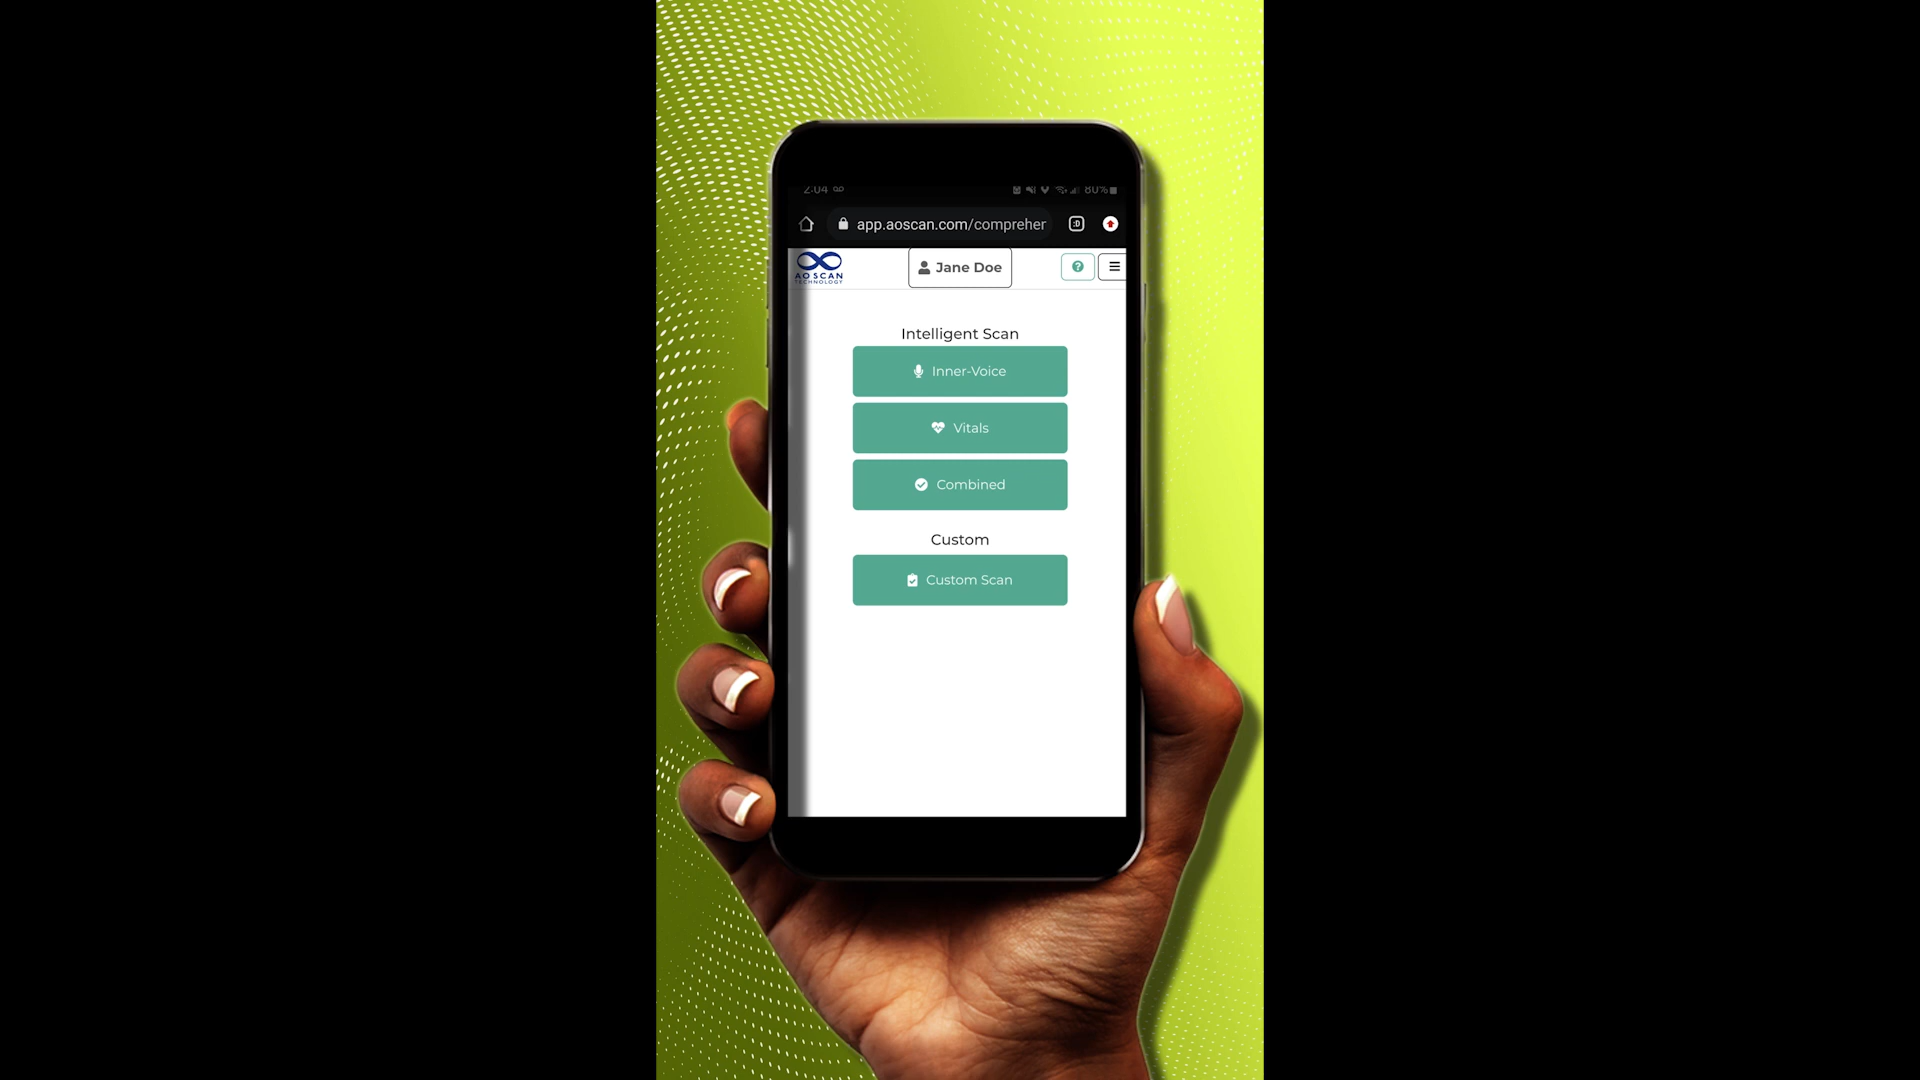 2:04 80%
app.aoscan.com/compreher
AO SCAN
TECHNOLOGY
Jane Doe
Intelligent Scan
Inner-Voice
Vitals
Combined
Custom
Custom Scan